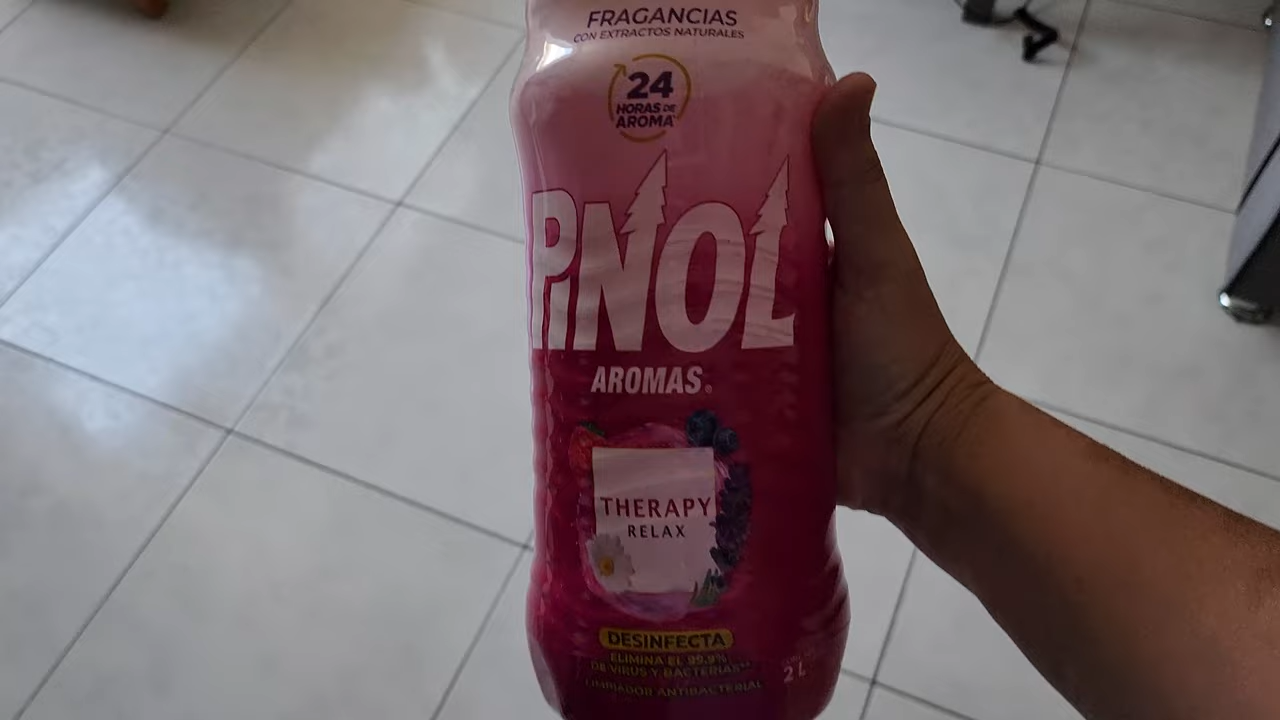 FRAGANCIAS
CON EXTRACTOS NATURALES
24
HORAS DE
AROMA
PiNOL
AROMAS
THERAPY
RELAX
DESINFECTA
ELIMINA EL 99.9%
DE VIRUS Y BACTERIAS
LIMPIADOR ANTIBACTERIAL
2 L